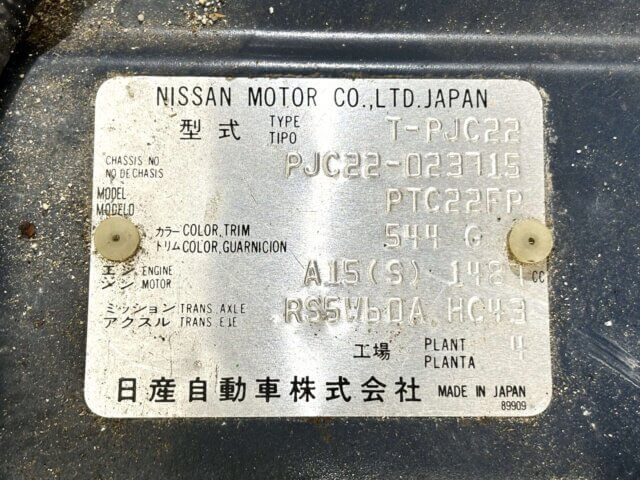 NISSAN MOTOR CO.,LTD.JAPAN
型式 TYPE TIPO T-PJC22
CHASSIS NO NO DE CHASIS PJC22-023715
MODEL MODELO PTC22FP
カラー COLOR, TRIM トリム COLOR, GUARNICION 544 G
エンジン ENGINE MOTOR A15(S) 1487 CC
ミッション TRANS. AXLE アクスル TRANS. EJE RS5W60A HC43
工場 PLANT PLANTA 4
日産自動車株式会社 MADE IN JAPAN
89909